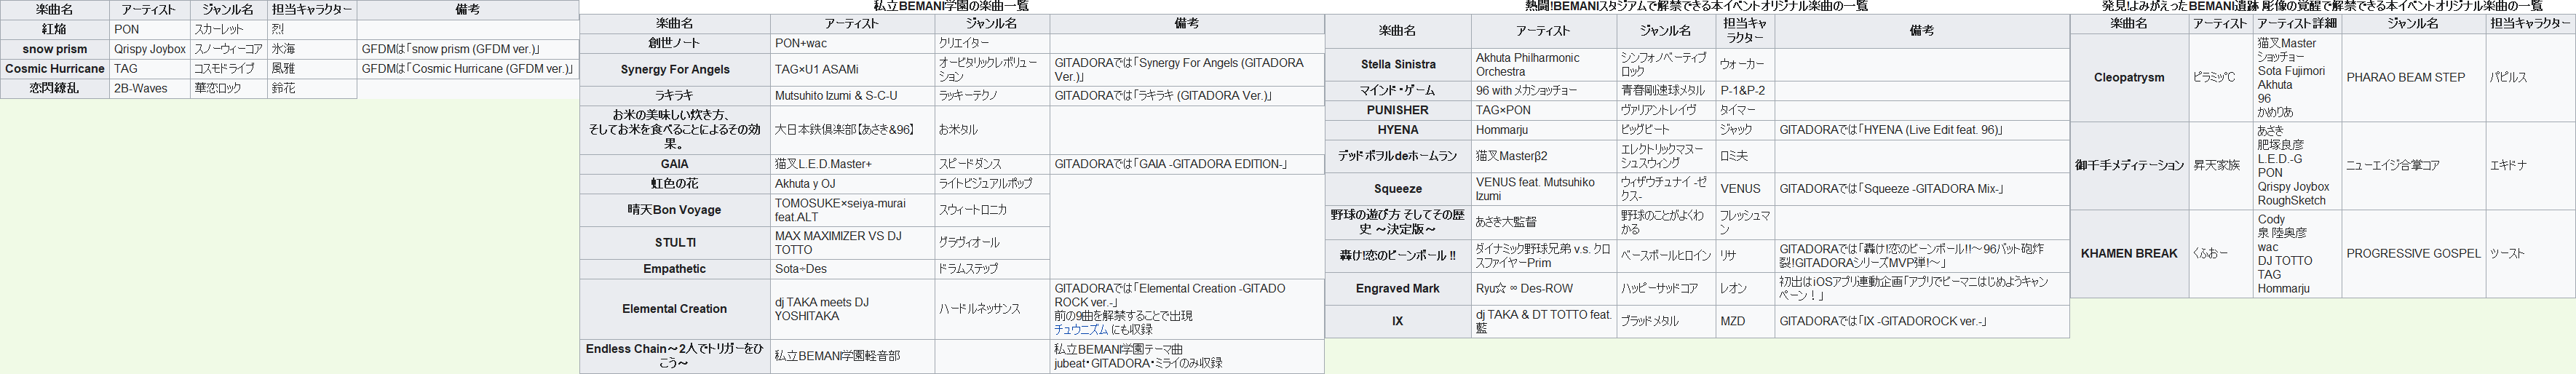 楽曲名 アーティスト ジャンル名 担当キャラクター 備考
紅焔 PON スカーレット 烈
snow prism Qrispy Joybox スノーウィーコア 氷海 GFDMは「snow prism (GFDM ver.)」
Cosmic Hurricane TAG コスモドライブ 風雅 GFDMは「Cosmic Hurricane (GFDM ver.)」
恋閃繚乱 2B-Waves 華恋ロック 鈴花
私立BEMANI学園の楽曲一覧
楽曲名 アーティスト ジャンル名 備考
創世ノート PON+wac クリエイター
Synergy For Angels TAG×U1 ASAMi オービタリックレボリュー
ション GITADORAでは「Synergy For Angels (GITADORA
Ver.)」
ラキラキ Mutsuhito Izumi & S-C-U ラッキーテクノ GITADORAでは「ラキラキ (GITADORA Ver.)」
お米の美味しい炊き方、
そしてお米を食べることによるその効
果。 大日本鉄倶楽部【あさき&96】 お米タル
GAIA 猫叉L.E.D.Master+ スピードダンス GITADORAでは「GAIA -GITADORA EDITION-」
虹色の花 Akhuta y OJ ライトビジュアルポップ
晴天Bon Voyage TOMOSUKE×seiya-murai
feat.ALT スウィートロニカ
STULTI MAX MAXIMIZER VS DJ
TOTTO グラヴィオール
Empathetic Sota÷Des ドラムステップ
Elemental Creation dj TAKA meets DJ
YOSHITAKA ハードルネッサンス GITADORAでは「Elemental Creation -GITADO
ROCK ver.-」
前の9曲を解禁することで出現
チュウニズム にも収録
Endless Chain～2人でトリガーをひ
こう～ 私立BEMANI学園軽音部 私立BEMANI学園テーマ曲
jubeat・GITADORA・ミライのみ収録
熱闘!BEMANIスタジアムで解禁できる本イベントオリジナル楽曲の一覧
楽曲名 アーティスト ジャンル名 担当キャ
ラクター 備考
Stella Sinistra Akhuta Philharmonic
Orchestra シンフォノベーティブ
ロック ウォーカー
マインド・ゲーム 96 with メカショッチョー 青春剛速球メタル P-1&P-2
PUNISHER TAG×PON ヴァリアントレイヴ タイマー
HYENA Hommarju ビッグビート ジャック GITADORAでは「HYENA (Live Edit feat. 96)」
デッドボヲルdeホームラン 猫叉Masterβ2 エレクトリックマヌー
シュスウィング ロミ夫
Squeeze VENUS feat. Mutsuhiko
Izumi ウィザウチュナイ -ゼ
クス- VENUS GITADORAでは「Squeeze -GITADORA Mix-」
野球の遊び方 そしてその歴
史 ～決定版～ あさき大監督 野球のことがよくわ
かる フレッシュマ
ン
轟け!恋のビーンボール!! ダイナミック野球兄弟 v.s. クロ
スファイヤーPrim ベースボールヒロイン リサ GITADORAでは「轟け!恋のビーンボール!!～96バット砲炸
裂!GITADORAシリーズMVP弾!～」
Engraved Mark Ryu☆ ∞ Des-ROW ハッピーサッドコア レオン 初出はiOSアプリ連動企画「アプリでビーマニはじめようキャン
ペーン！」
IX dj TAKA & DT TOTTO feat.
藍 ブラッドメタル MZD GITADORAでは「IX -GITADOROCK ver.-」
発見!よみがえったBEMANI遺跡 彫像の覚醒で解禁できる本イベントオリジナル楽曲の一覧
楽曲名 アーティスト アーティスト詳細 ジャンル名 担当キャラクター
Cleopatrysm ピラミッ℃ 猫叉Master
ショッチョー
Sota Fujimori
Akhuta
96
かめりあ PHARAO BEAM STEP パピルス
御千手メディテーション 昇天家族 あさき
肥塚良彦
L.E.D.-G
PON
Qrispy Joybox
RoughSketch ニューエイジ合掌コア エキドナ
KHAMEN BREAK くふおー Cody
泉 陸奥彦
wac
DJ TOTTO
TAG
Hommarju PROGRESSIVE GOSPEL ツースト